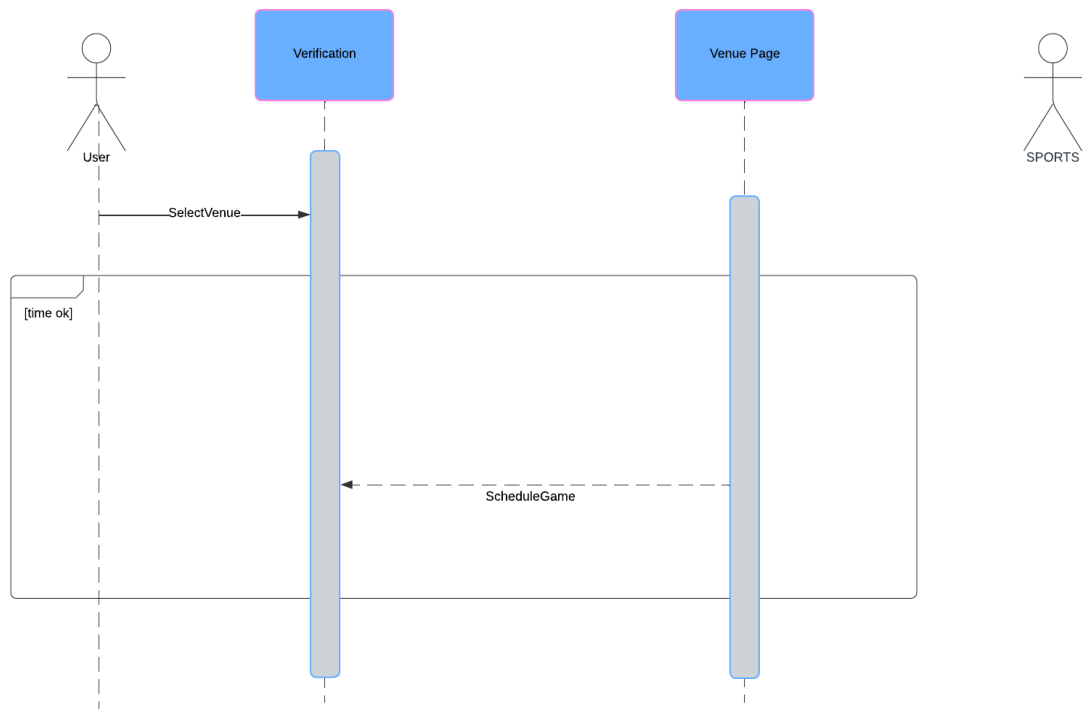 Verification
Venue Page
User
SPORTS
SelectVenue
[time ok]
ScheduleGame